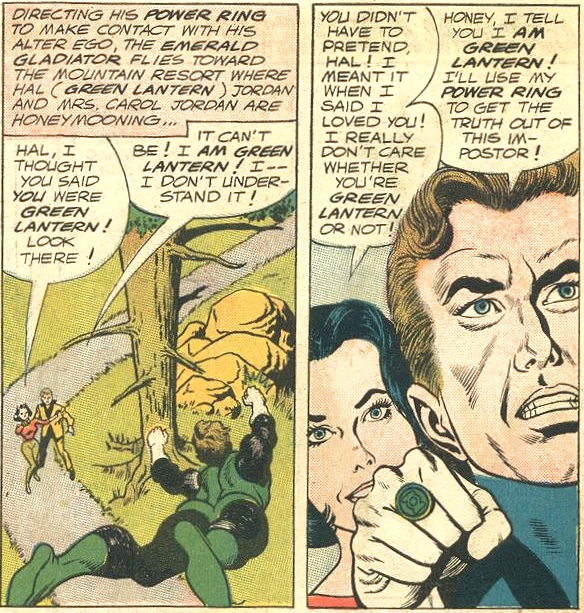 DIRECTING HIS POWER RING
TO MAKE CONTACT WITH HIS
ALTER EGO, THE EMERALD
GLADIATOR FLIES TOWARD
THE MOUNTAIN RESORT WHERE
HAL (GREEN LANTERN) JORDAN
AND MRS. CAROL JORDAN ARE
HONEYMOONING...
HAL, I
THOUGHT
YOU SAID
YOU WERE
GREEN
LANTERN!
LOOK
THERE!
IT CAN'T
BE! I AM GREEN
LANTERN! I--
I DON'T UNDER-
STAND IT!
YOU DIDN'T
HAVE TO
PRETEND,
HAL! I
MEANT IT
WHEN I
SAID I
LOVED YOU!
I REALLY
DON'T CARE
WHETHER
YOU'RE
GREEN
LANTERN
OR NOT!
HONEY, I TELL
YOU I AM
GREEN
LANTERN!
I'LL USE MY
POWER RING
TO GET THE
TRUTH OUT OF
THIS IM-
POSTOR!